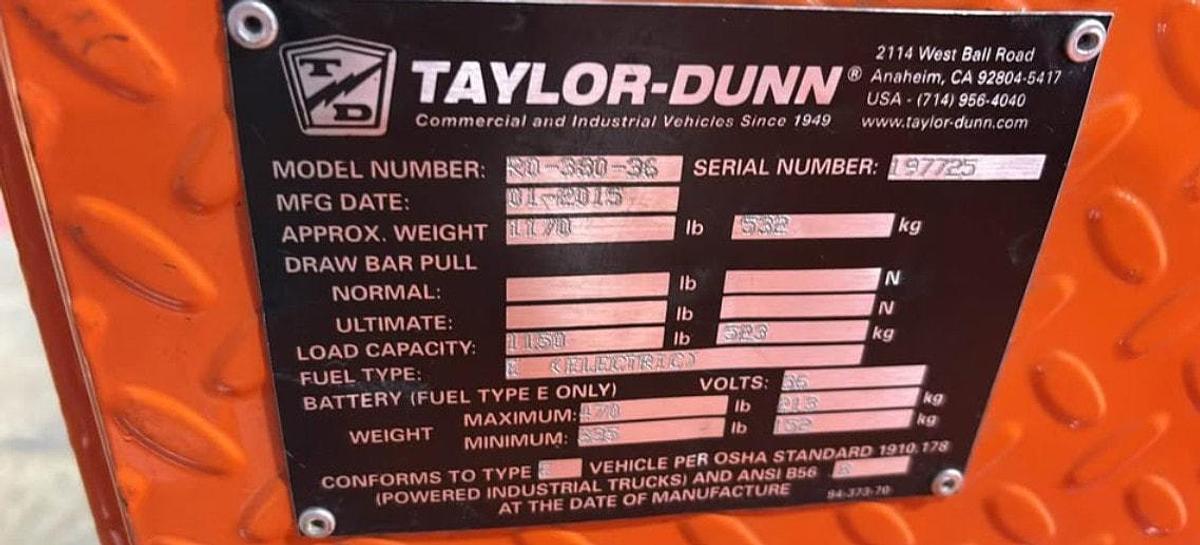 TD
TAYLOR-DUNN®
Commercial and Industrial Vehicles Since 1949
2114 West Ball Road
Anaheim, CA 92804-5417
USA - (714) 956-4040
www.taylor-dunn.com
MODEL NUMBER: R0-380-36 SERIAL NUMBER: 197725
MFG DATE: 01-2015
APPROX. WEIGHT 1170 lb 532 kg
DRAW BAR PULL
NORMAL: lb N
ULTIMATE: lb N
LOAD CAPACITY: 1150 lb 523 kg
FUEL TYPE: E (ELECTRIC)
BATTERY (FUEL TYPE E ONLY) VOLTS: 36
WEIGHT MAXIMUM: 470 lb 213 kg
MINIMUM: 335 lb 152 kg
CONFORMS TO TYPE E VEHICLE PER OSHA STANDARD 1910.178
(POWERED INDUSTRIAL TRUCKS) AND ANSI B56
AT THE DATE OF MANUFACTURE 94-373-70